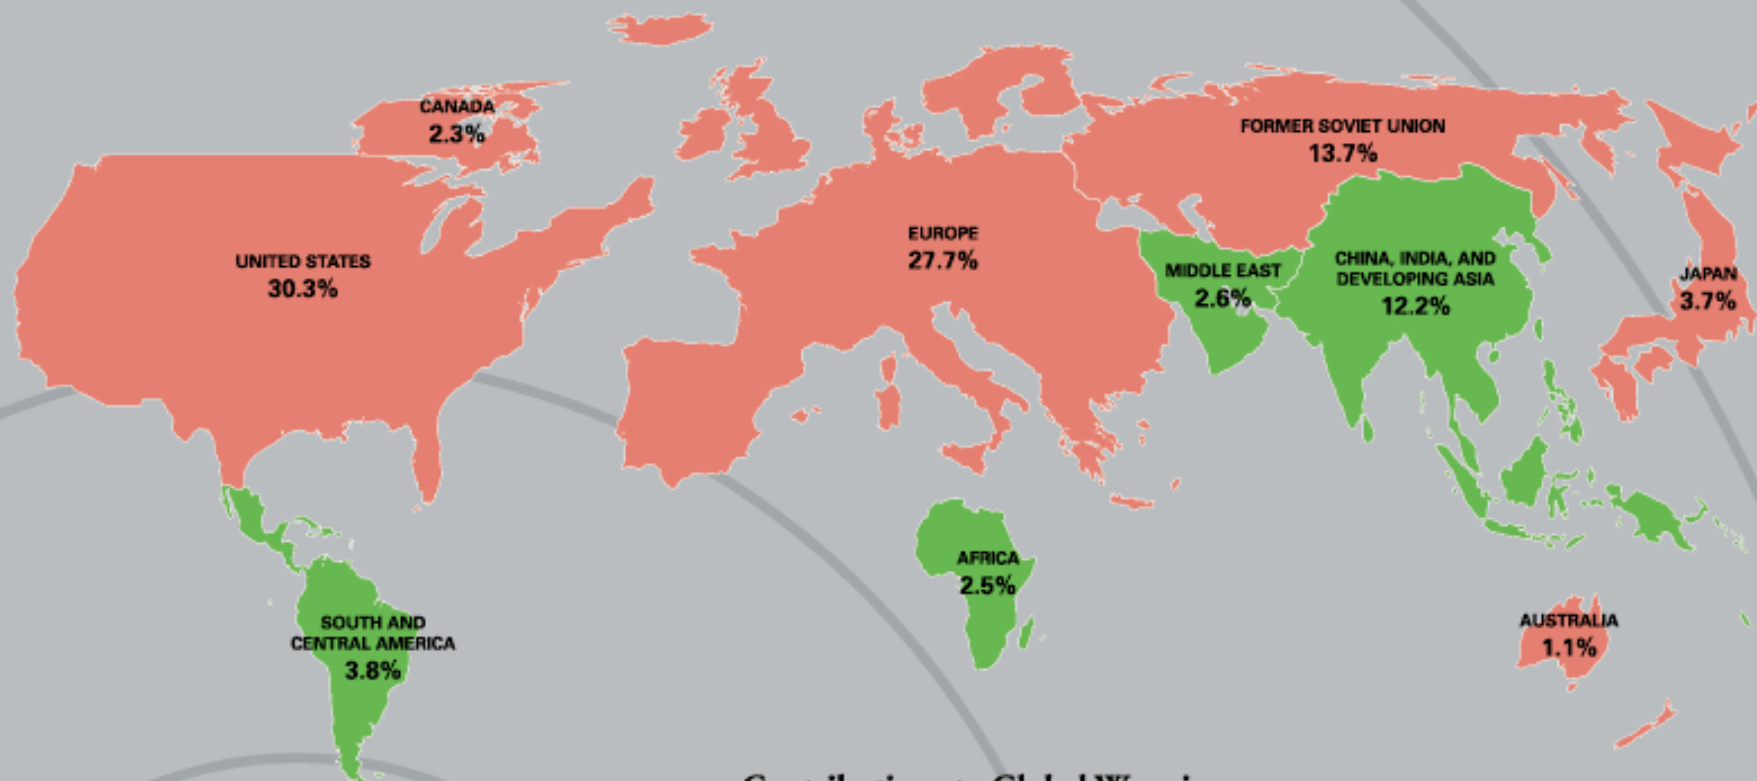 CANADA
2.3%
FORMER SOVIET UNION
13.7%
UNITED STATES
30.3%
EUROPE
27.7%
MIDDLE EAST
2.6%
CHINA, INDIA, AND
DEVELOPING ASIA
12.2%
JAPAN
3.7%
AFRICA
2.5%
SOUTH AND
CENTRAL AMERICA
3.8%
AUSTRALIA
1.1%